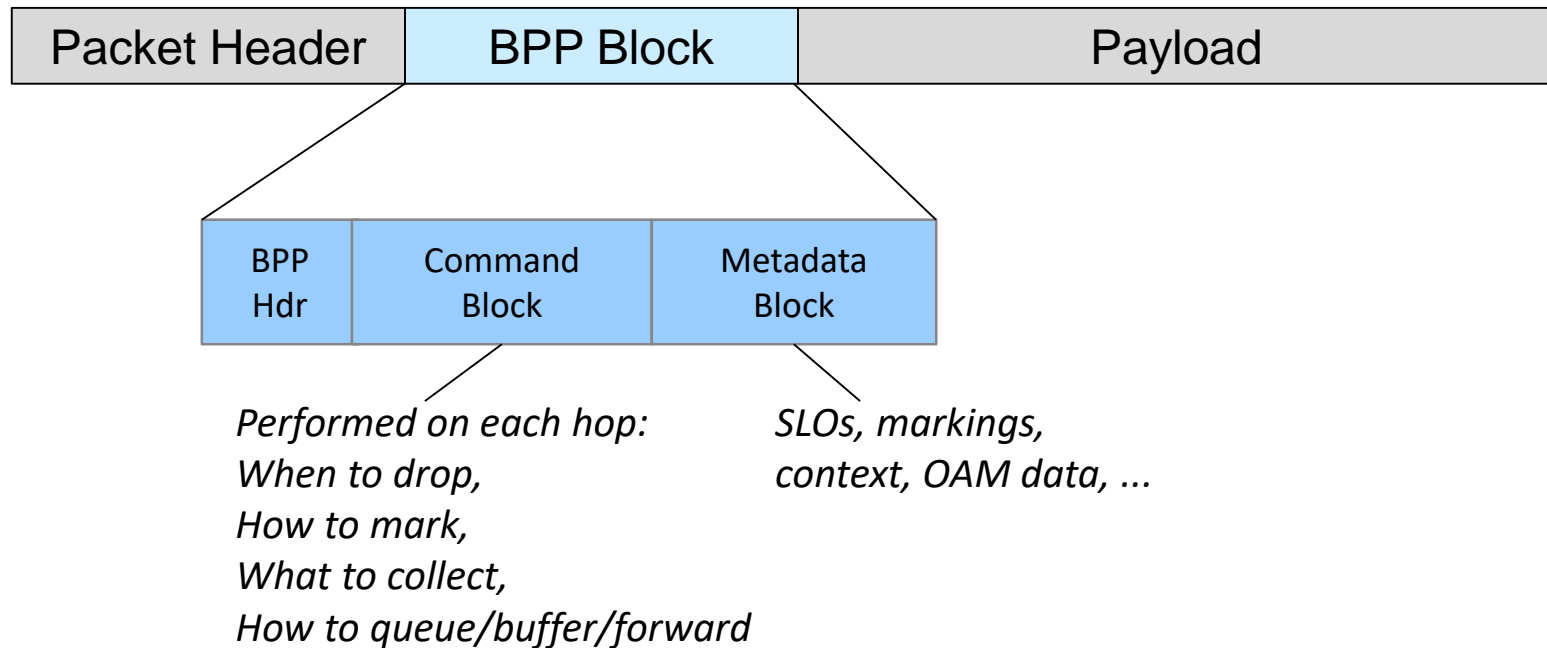 Packet Header
BPP Block
Payload
BPP
Hdr
Command
Block
Metadata
Block
Performed on each hop:
When to drop,
How to mark,
What to collect,
How to queue/buffer/forward
SLOs, markings,
context, OAM data, ...